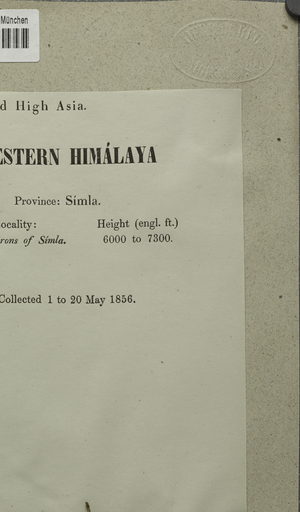 München
d High Asia.
ESTERN HIMÁLAYA
Province: Símla.
ocality: Height (engl. ft.)
rons of Símla. 6000 to 7300.
Collected 1 to 20 May 1856.